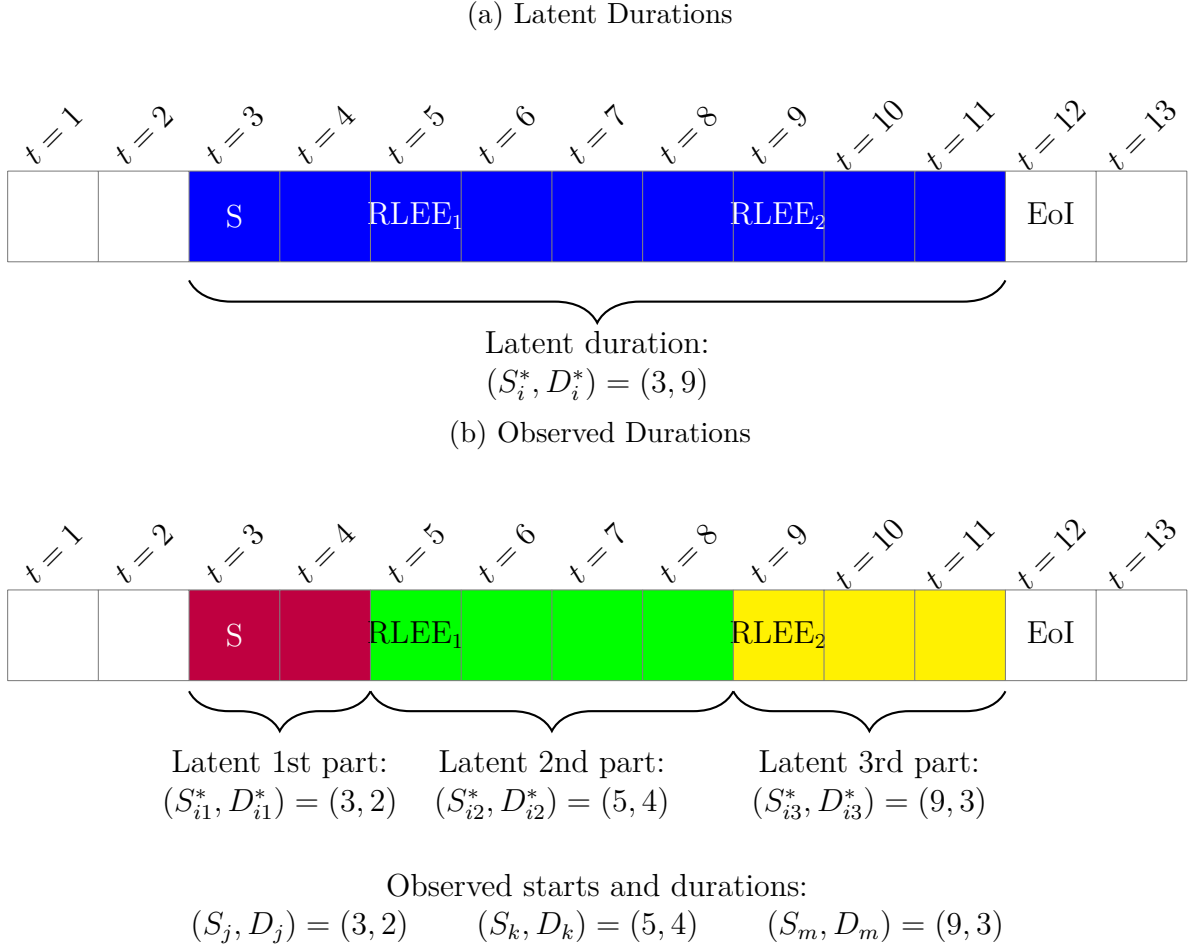 (a) Latent Durations
t = 1 t = 2 t = 3 t = 4 t = 5 t = 6 t = 7 t = 8 t = 9 t = 10 t = 11 t = 12 t = 13
S RLEE₁ RLEE₂ EoI
Latent duration:
(S*ᵢ, D*ᵢ) = (3, 9)
(b) Observed Durations
t = 1 t = 2 t = 3 t = 4 t = 5 t = 6 t = 7 t = 8 t = 9 t = 10 t = 11 t = 12 t = 13
S RLEE₁ RLEE₂ EoI
Latent 1st part: Latent 2nd part: Latent 3rd part:
(S*ᵢ₁, D*ᵢ₁) = (3, 2) (S*ᵢ₂, D*ᵢ₂) = (5, 4) (S*ᵢ₃, D*ᵢ₃) = (9, 3)
Observed starts and durations:
(Sⱼ, Dⱼ) = (3, 2) (Sₖ, Dₖ) = (5, 4) (Sₘ, Dₘ) = (9, 3)